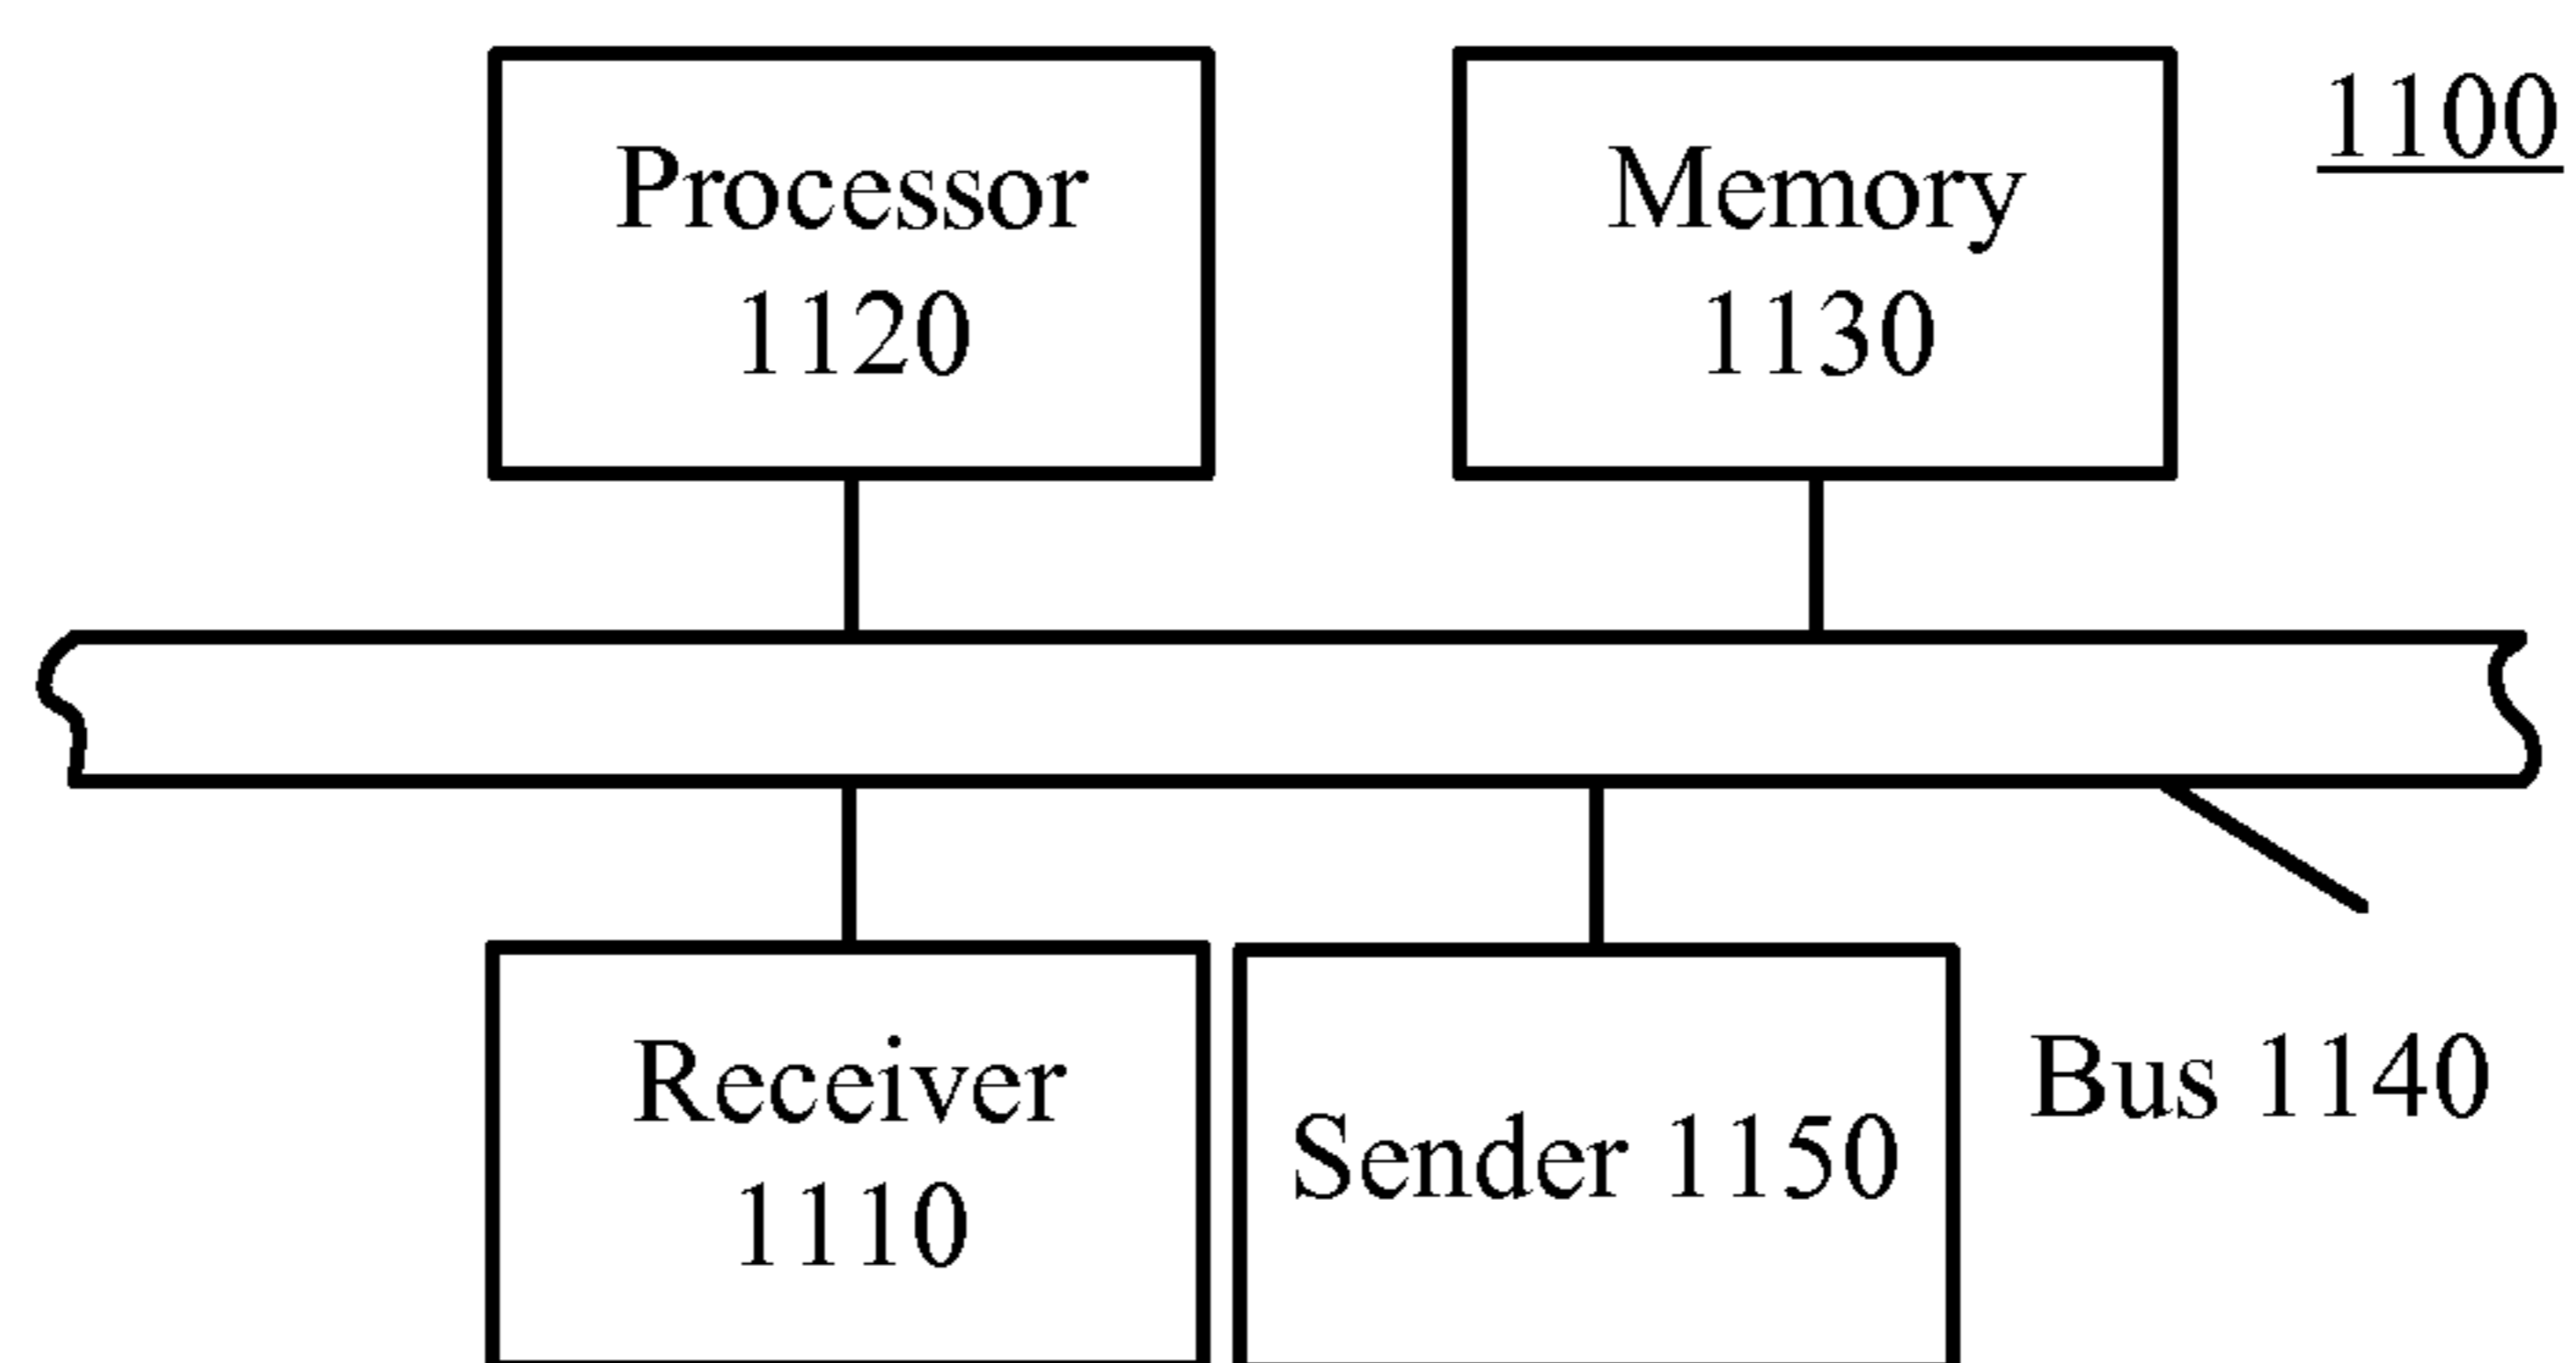 Processor
1120
Memory
1130
1100
Receiver
1110
Sender 1150
Bus 1140